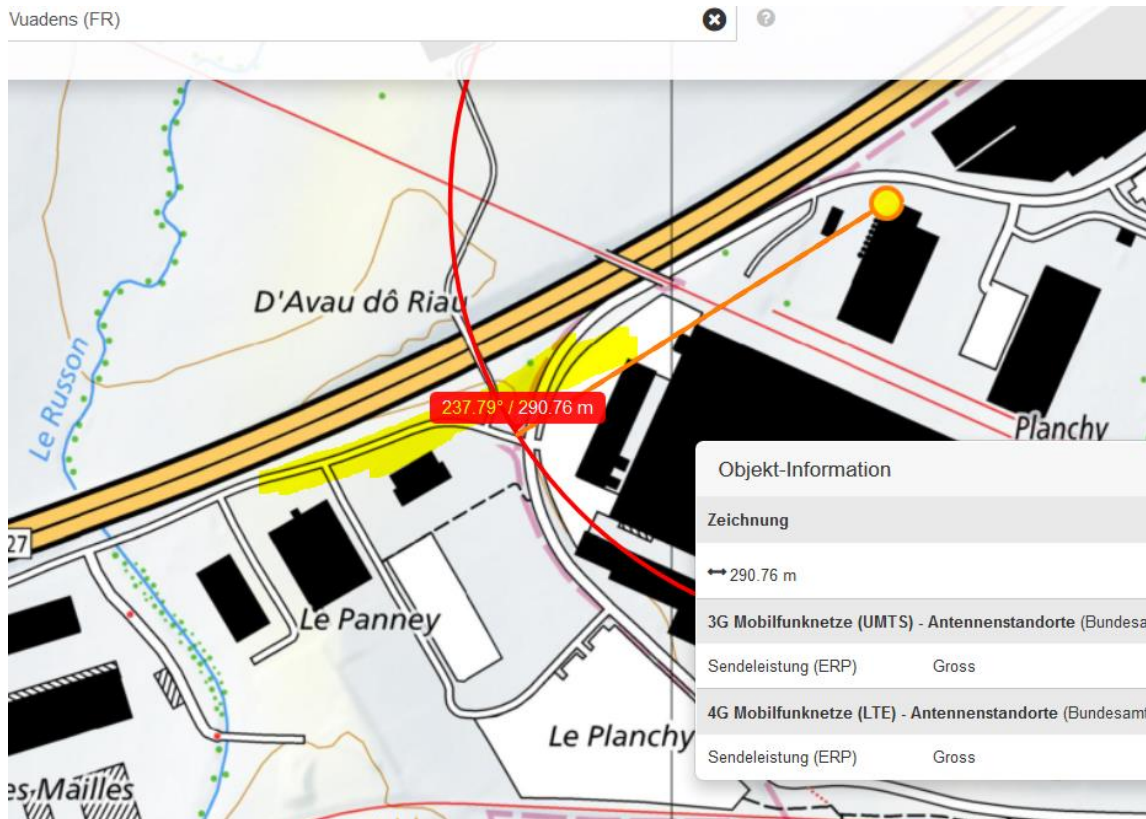 Vuadens (FR)
D'Avau dô Riau
Le Russon
237.79° / 290.76 m
Planchy
Objekt-Information
Zeichnung
290.76 m
3G Mobilfunknetze (UMTS) - Antennenstandorte (Bundesa
Sendeleistung (ERP) Gross
4G Mobilfunknetze (LTE) - Antennenstandorte (Bundesamt
Sendeleistung (ERP) Gross
27
Le Panney
Le Planchy
es Mailles